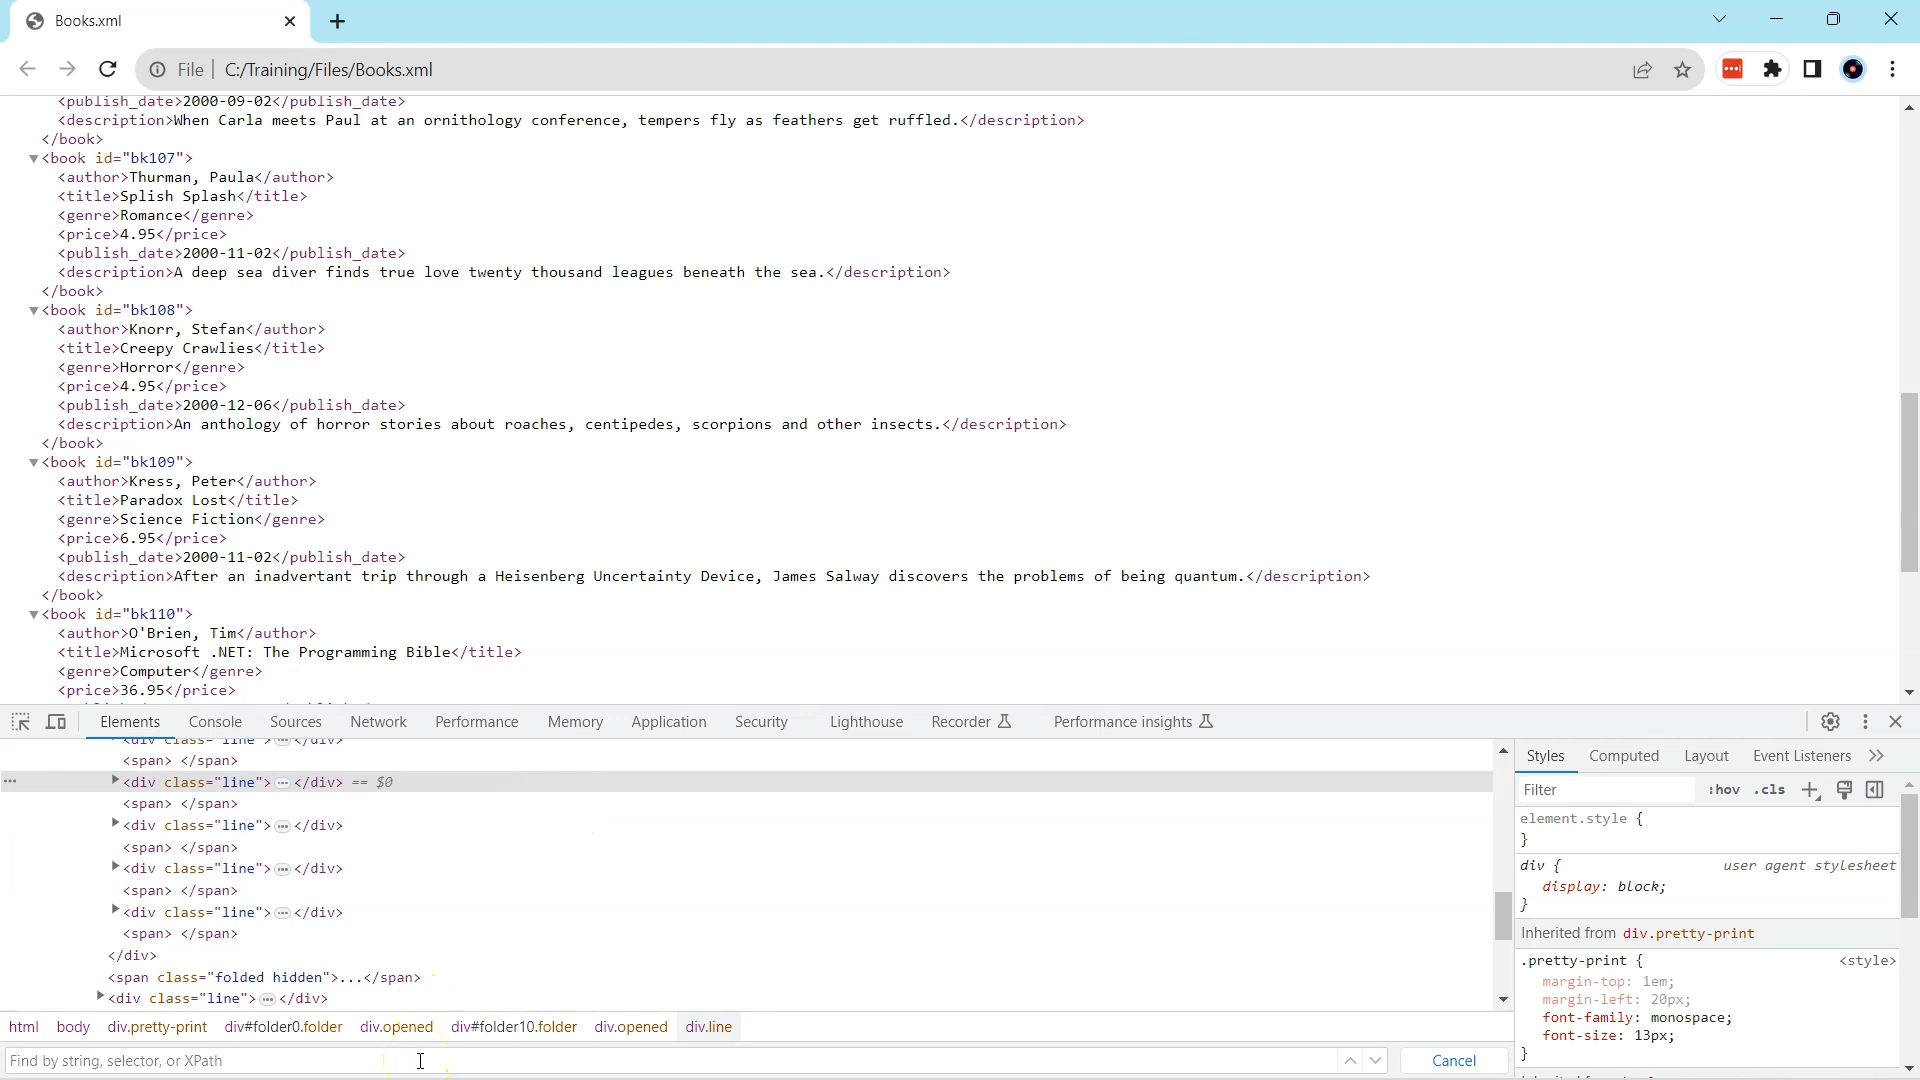 Books.xml
File | C:/Training/Files/Books.xml
<publish_date>2000-09-02</publish_date>
<description>When Carla meets Paul at an ornithology conference, tempers fly as feathers get ruffled.</description>
</book>
<book id="bk107">
<author>Thurman, Paula</author>
<title>Splish Splash</title>
<genre>Romance</genre>
<price>4.95</price>
<publish_date>2000-11-02</publish_date>
<description>A deep sea diver finds true love twenty thousand leagues beneath the sea.</description>
</book>
<book id="bk108">
<author>Knorr, Stefan</author>
<title>Creepy Crawlies</title>
<genre>Horror</genre>
<price>4.95</price>
<publish_date>2000-12-06</publish_date>
<description>An anthology of horror stories about roaches, centipedes, scorpions and other insects.</description>
</book>
<book id="bk109">
<author>Kress, Peter</author>
<title>Paradox Lost</title>
<genre>Science Fiction</genre>
<price>6.95</price>
<publish_date>2000-11-02</publish_date>
<description>After an inadvertant trip through a Heisenberg Uncertainty Device, James Salway discovers the problems of being quantum.</description>
</book>
<book id="bk110">
<author>O'Brien, Tim</author>
<title>Microsoft .NET: The Programming Bible</title>
<genre>Computer</genre>
<price>36.95</price>
Elements Console Sources Network Performance Memory Application Security Lighthouse Recorder Performance insights
<div class="line"> … </div>
<span> </span>
<div class="line"> … </div> == $0
<span> </span>
<div class="line"> … </div>
<span> </span>
<div class="line"> … </div>
<span> </span>
<div class="line"> … </div>
<span> </span>
</div>
<span class="folded hidden">...</span>
<div class="line"> … </div>
html body div.pretty-print div#folder0.folder div.opened div#folder10.folder div.opened div.line
Find by string, selector, or XPath
Cancel
Styles Computed Layout Event Listeners
Filter :hov .cls
element.style {
}
div { user agent stylesheet
display: block;
}
Inherited from div.pretty-print
.pretty-print { <style>
margin-top: 1em;
margin-left: 20px;
font-family: monospace;
font-size: 13px;
}